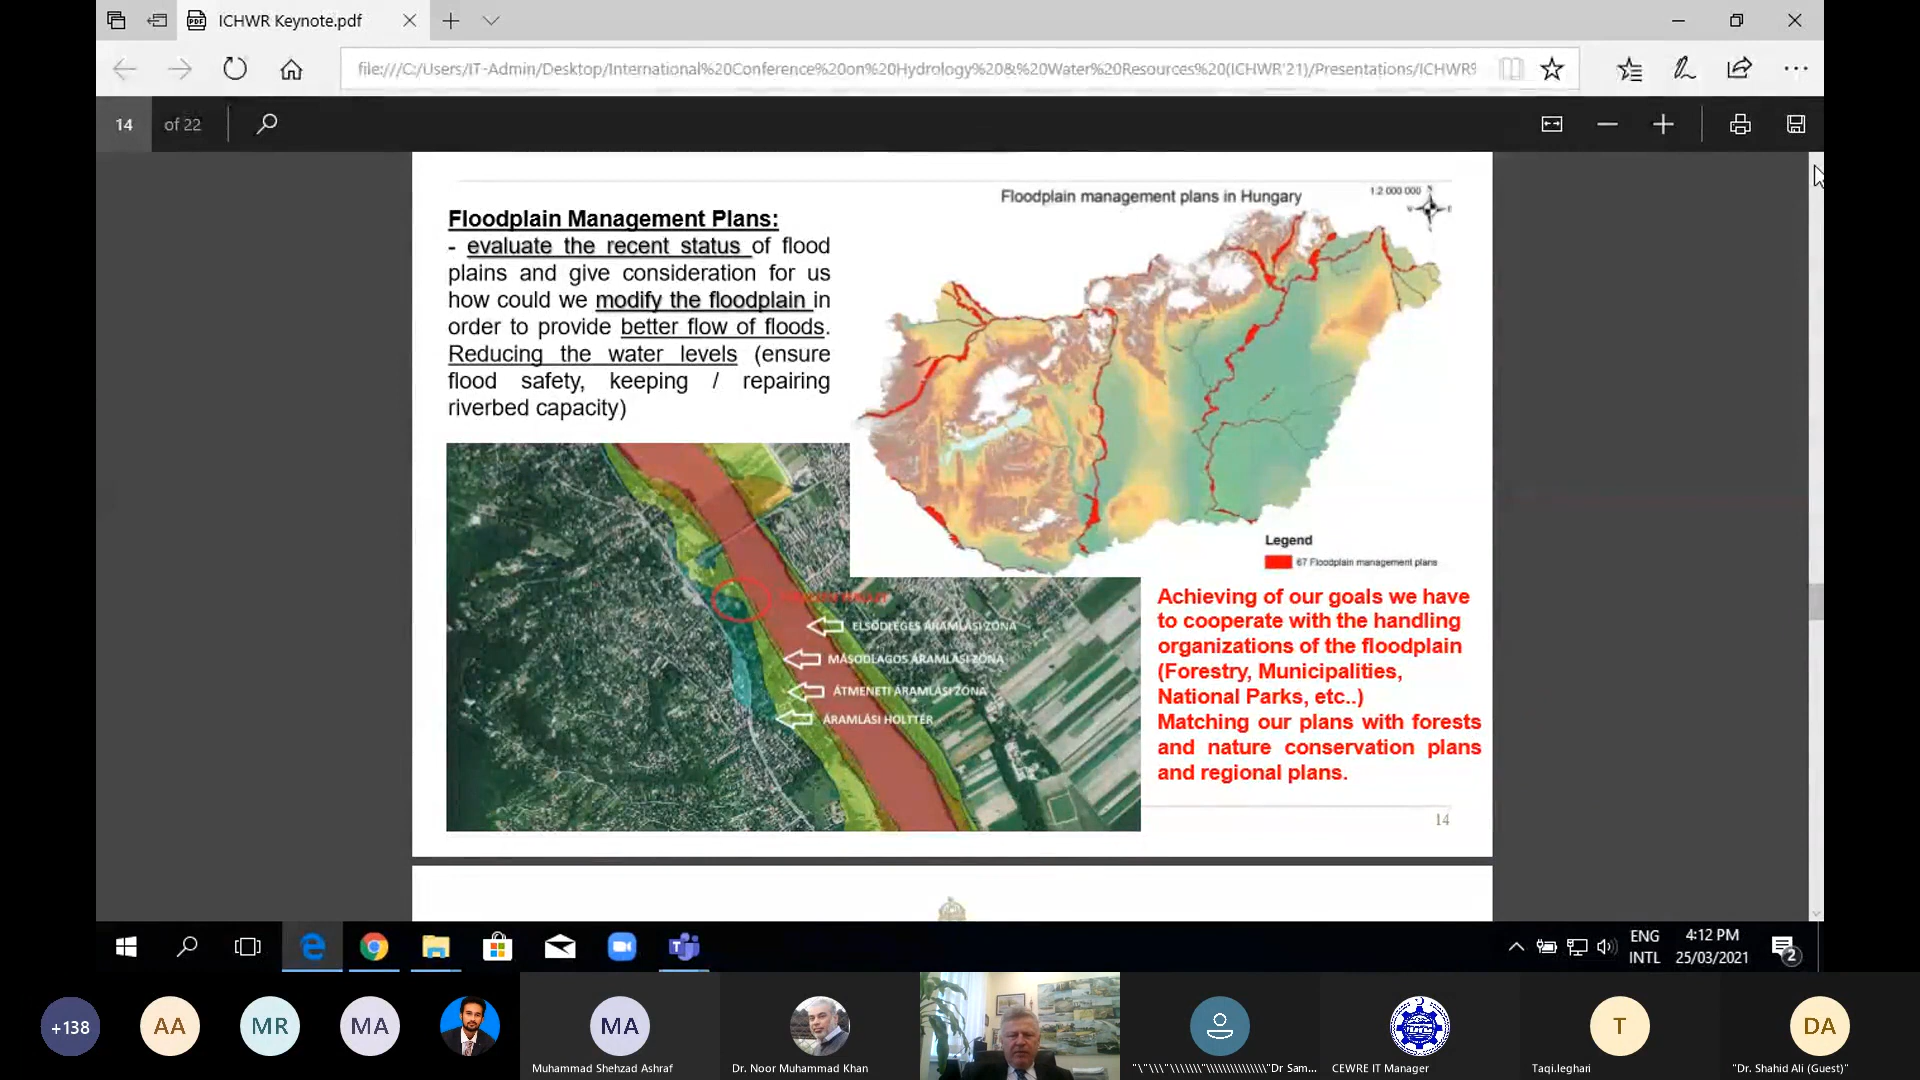 ICHWR Keynote.pdf
file:///C:/Users/IT-Admin/Desktop/International%20Conference%20on%20Hydrology%20&%20Water%20Resources%20(ICHWR'21)/Presentations/ICHWR%
14 of 22
Floodplain management plans in Hungary
1:2 000 000
Floodplain Management Plans:
- evaluate the recent status of flood
plains and give consideration for us
how could we modify the floodplain in
order to provide better flow of floods.
Reducing the water levels (ensure
flood safety, keeping / repairing
riverbed capacity)
Legend
67 Floodplain management plans
ELSŐDLEGES ÁRAMLÁSI ZÓNA
MÁSODLAGOS ÁRAMLÁSI ZÓNA
ÁTMENETI ÁRAMLÁSI ZÓNA
ÁRAMLÁSI HOLTTÉR
Achieving of our goals we have
to cooperate with the handling
organizations of the floodplain
(Forestry, Municipalities,
National Parks, etc..)
Matching our plans with forests
and nature conservation plans
and regional plans.
14
ENG
INTL
4:12 PM
25/03/2021
2
+138
AA
MR
MA
MA
T
DA
Muhammad Shehzad Ashraf
Dr. Noor Muhammad Khan
"\"\\\"\\\\\\\"\\\\\\\\\\\\\\\"Dr Sam...
CEWRE IT Manager
Taqi.leghari
"Dr. Shahid Ali (Guest)"